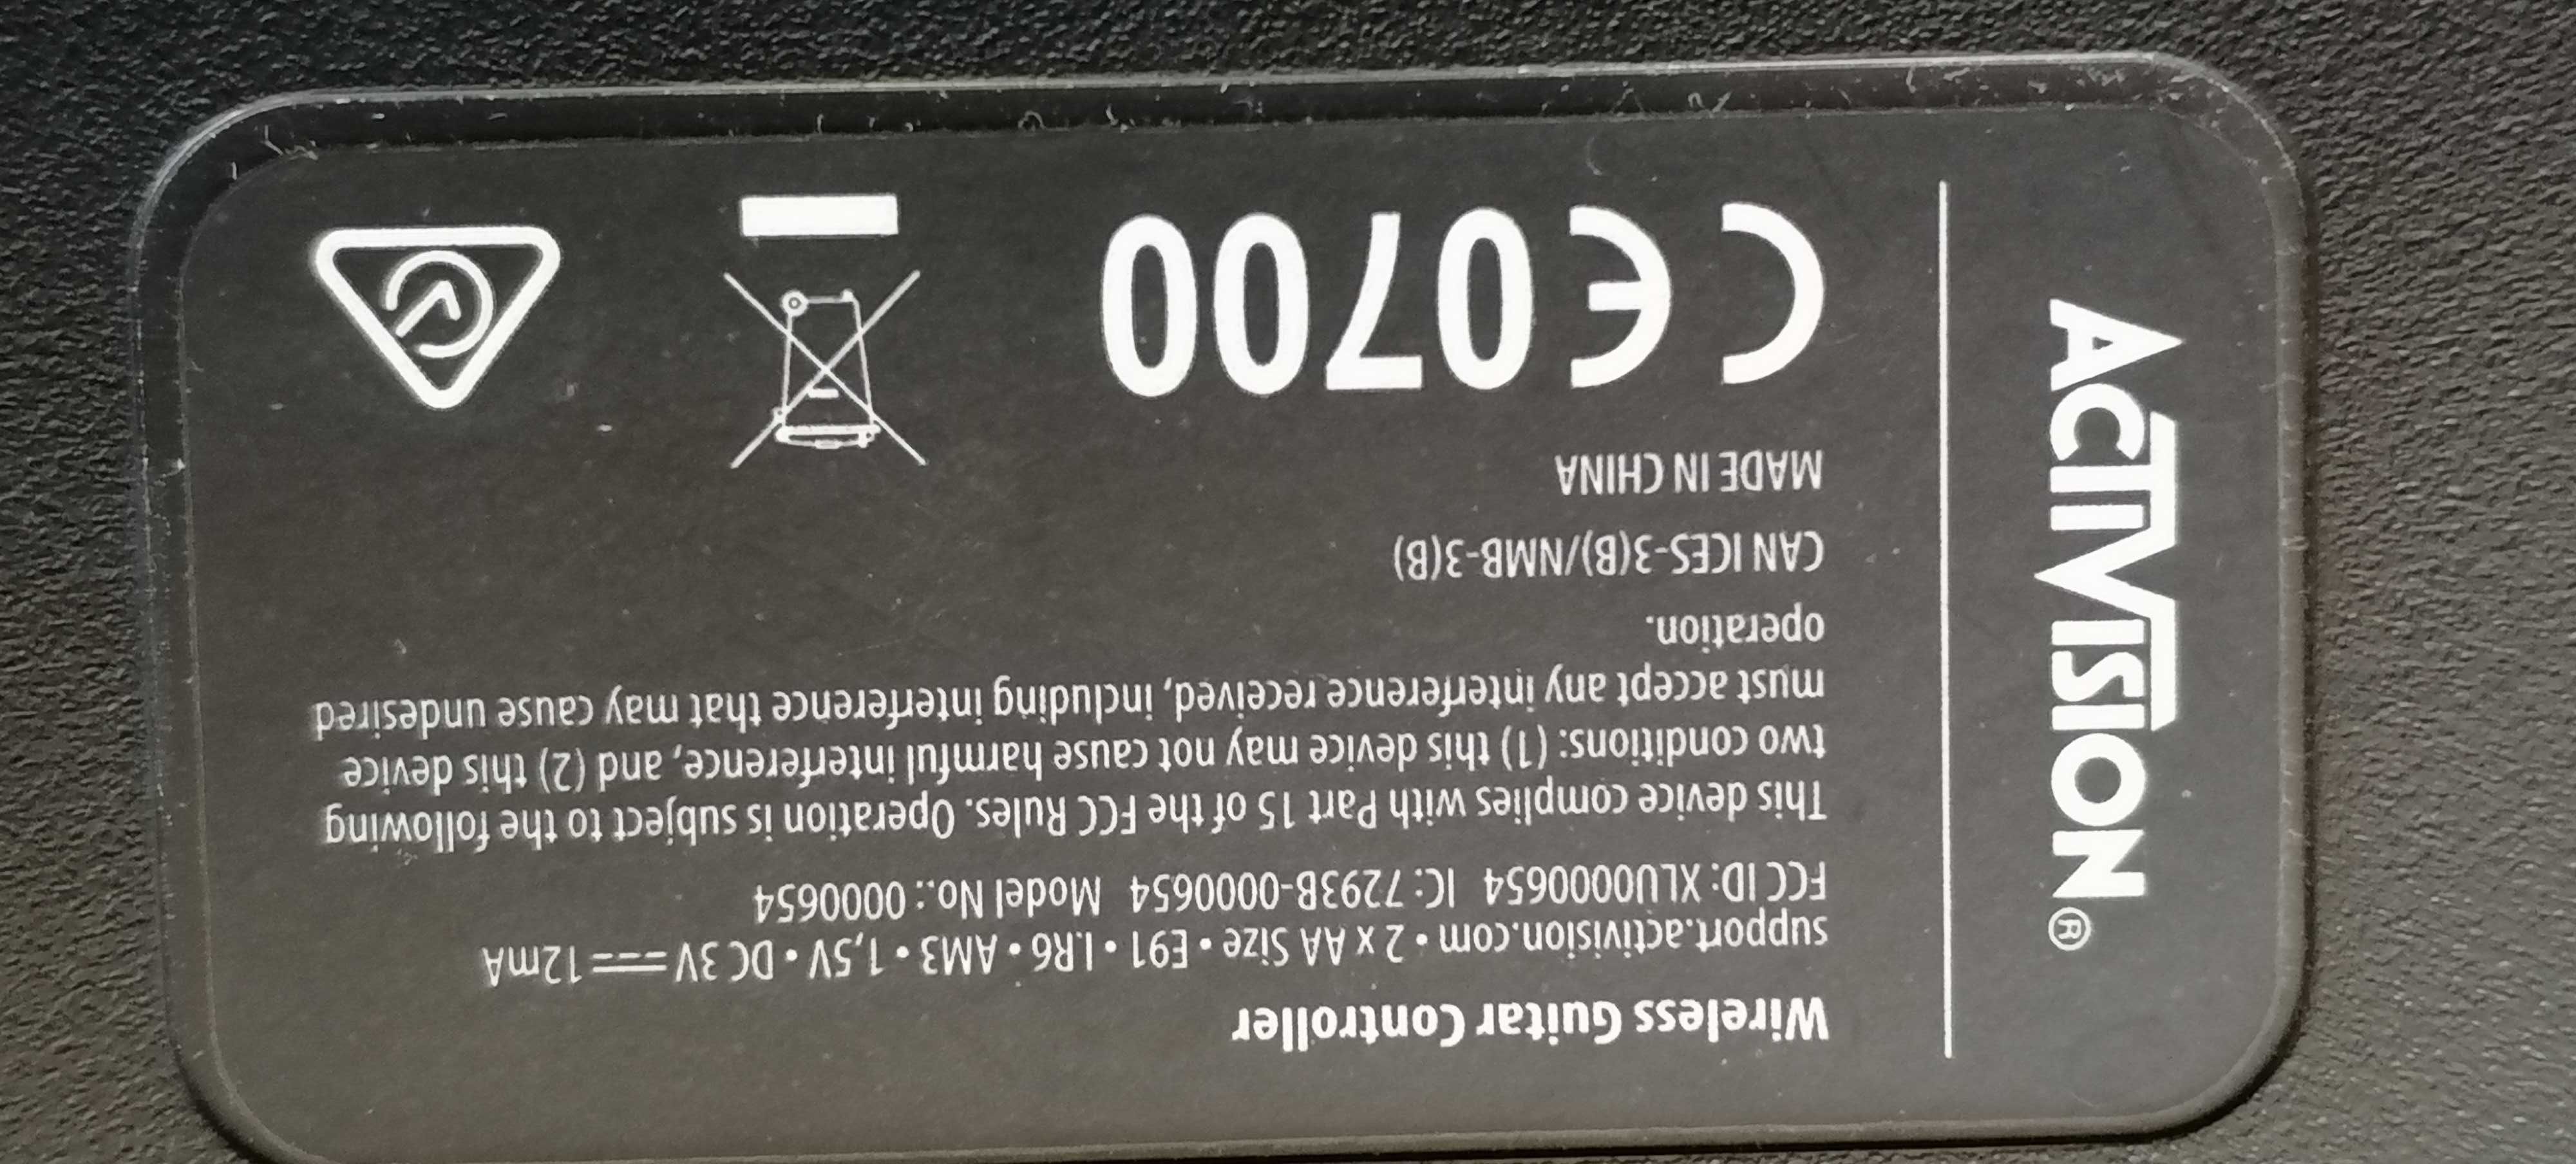 ACTIVISION®
Wireless Guitar Controller
support.activision.com • 2 x AA Size • E91 • LR6 • AM3 • 1,5V • DC 3V ⎓ 12mA
FCC ID: XLU0000654 IC: 7293B-0000654 Model No.: 0000654
This device complies with Part 15 of the FCC Rules. Operation is subject to the following
two conditions: (1) this device may not cause harmful interference, and (2) this device
must accept any interference received, including interference that may cause undesired
operation.
CAN ICES-3(B)/NMB-3(B)
MADE IN CHINA
CE0700